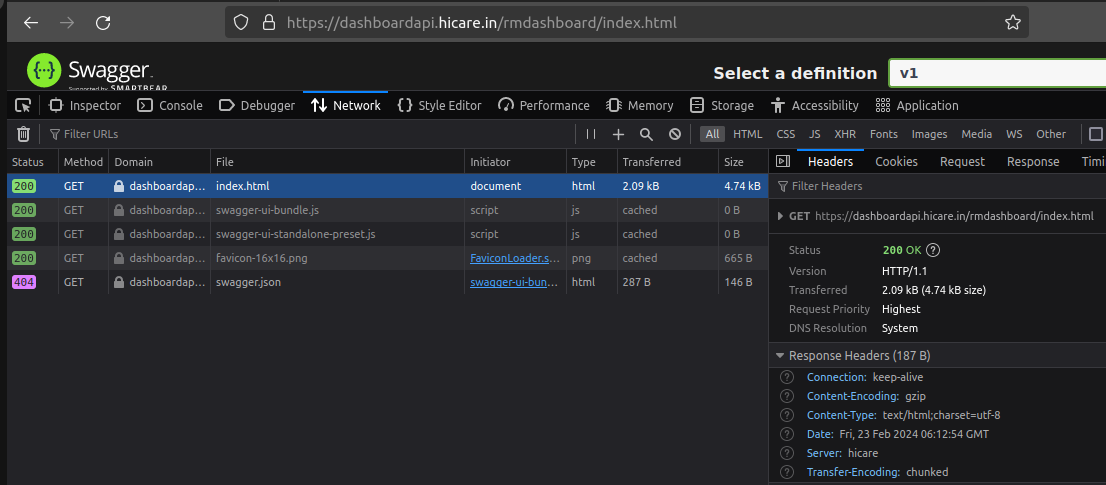 https://dashboardapi.hicare.in/rmdashboard/index.html
Swagger.
Supported by SMARTBEAR
Select a definition v1
Inspector Console Debugger Network Style Editor Performance Memory Storage Accessibility Application
Filter URLs All HTML CSS JS XHR Fonts Images Media WS Other
Status Method Domain File Initiator Type Transferred Size
200 GET dashboardap... index.html document html 2.09 kB 4.74 kB
200 GET dashboardap... swagger-ui-bundle.js script js cached 0 B
200 GET dashboardap... swagger-ui-standalone-preset.js script js cached 0 B
200 GET dashboardap... favicon-16x16.png FaviconLoader.s... png cached 665 B
404 GET dashboardap... swagger.json swagger-ui-bun... html 287 B 146 B
Headers Cookies Request Response Timi
Filter Headers
GET https://dashboardapi.hicare.in/rmdashboard/index.html
Status 200 OK
Version HTTP/1.1
Transferred 2.09 kB (4.74 kB size)
Request Priority Highest
DNS Resolution System
Response Headers (187 B)
Connection: keep-alive
Content-Encoding: gzip
Content-Type: text/html;charset=utf-8
Date: Fri, 23 Feb 2024 06:12:54 GMT
Server: hicare
Transfer-Encoding: chunked